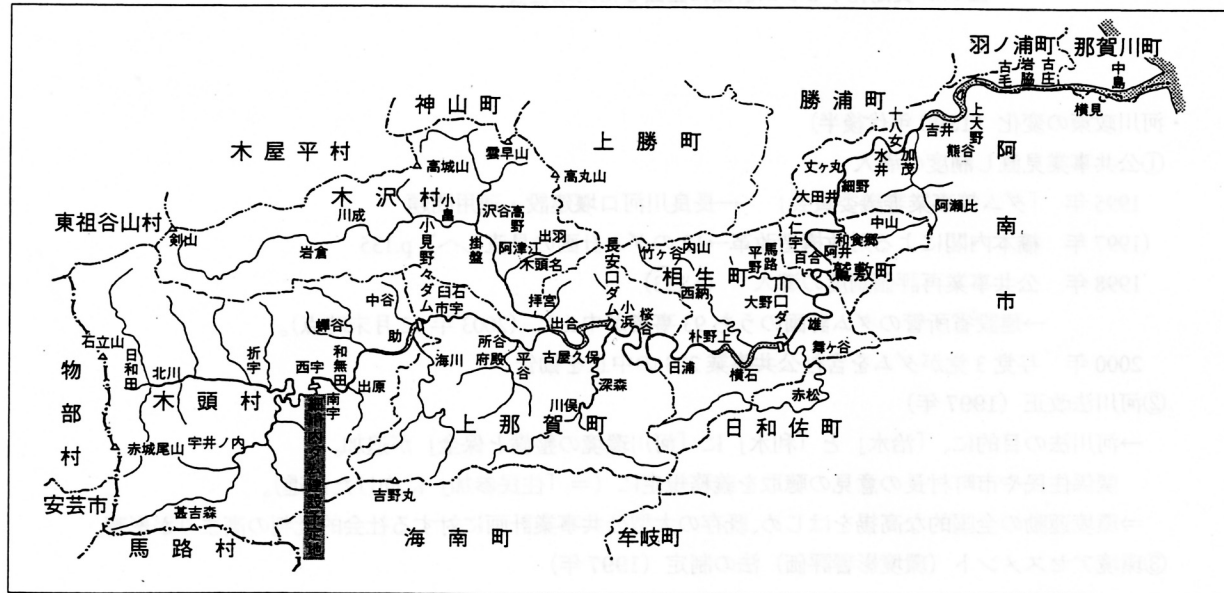 羽ノ浦町
那賀川町
古毛
岩脇
古庄
中島
横見
神山町
勝浦町
上勝町
木屋平村
雲早山
高城山
高丸山
十八女
吉井
上大野
熊谷
加茂
水井
阿南市
丈ヶ丸
大田井
細野
中山
阿瀬比
木沢村
川成
小畠
沢谷
高野
出羽
阿津江
木頭名
掛盤
東祖谷山村
剣山
岩倉
小見野々ダム
長安口ダム
竹ヶ谷
内山
相生町
西納
平野
馬路
仁宇
百合
和食郷
阿井
鷲敷町
大野
川口ダム
雄
舞ヶ谷
臼石
市宇
中谷
助
蝉谷
和無田
折宇
西宇
出原
南宇
海川
拝宮
出合
所谷
府殿
平谷
古屋
久保
小浜
桜谷
朴野上
日浦
横石
赤松
深森
川俣
石立山
日和田
北川
木頭村
物部村
赤城尾山
宇井ノ内
上那賀町
日和佐町
安芸市
甚吉森
吉野丸
馬路村
海南町
牟岐町